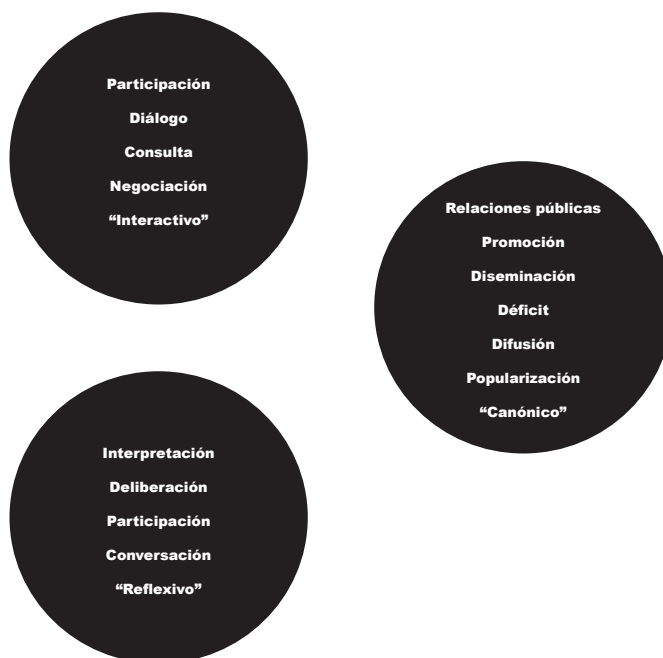 Participación
Diálogo
Consulta
Negociación
“Interactivo”
Relaciones públicas
Promoción
Diseminación
Déficit
Difusión
Popularización
“Canónico”
Interpretación
Deliberación
Participación
Conversación
“Reflexivo”